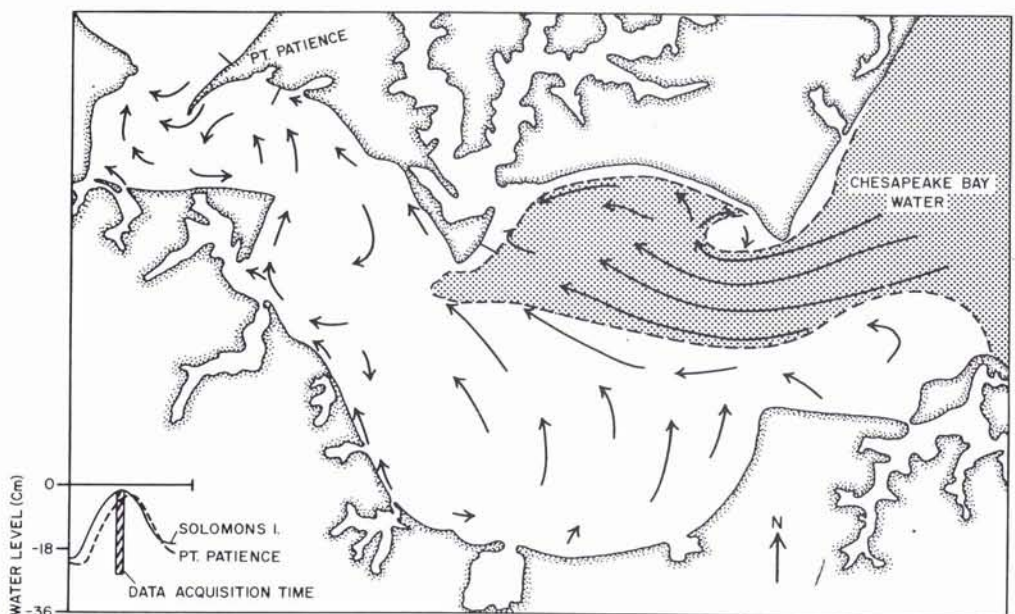 PT. PATIENCE
CHESAPEAKE BAY
WATER
N
WATER LEVEL (Cm)
0
-18
-36
SOLOMONS I.
PT. PATIENCE
DATA ACQUISITION TIME